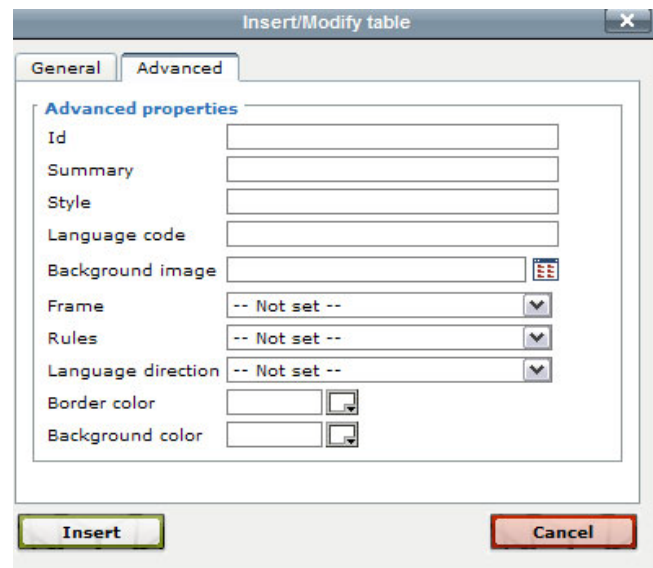 Insert/Modify table
General Advanced
Advanced properties
Id
Summary
Style
Language code
Background image
Frame -- Not set --
Rules -- Not set --
Language direction -- Not set --
Border color
Background color
Insert Cancel